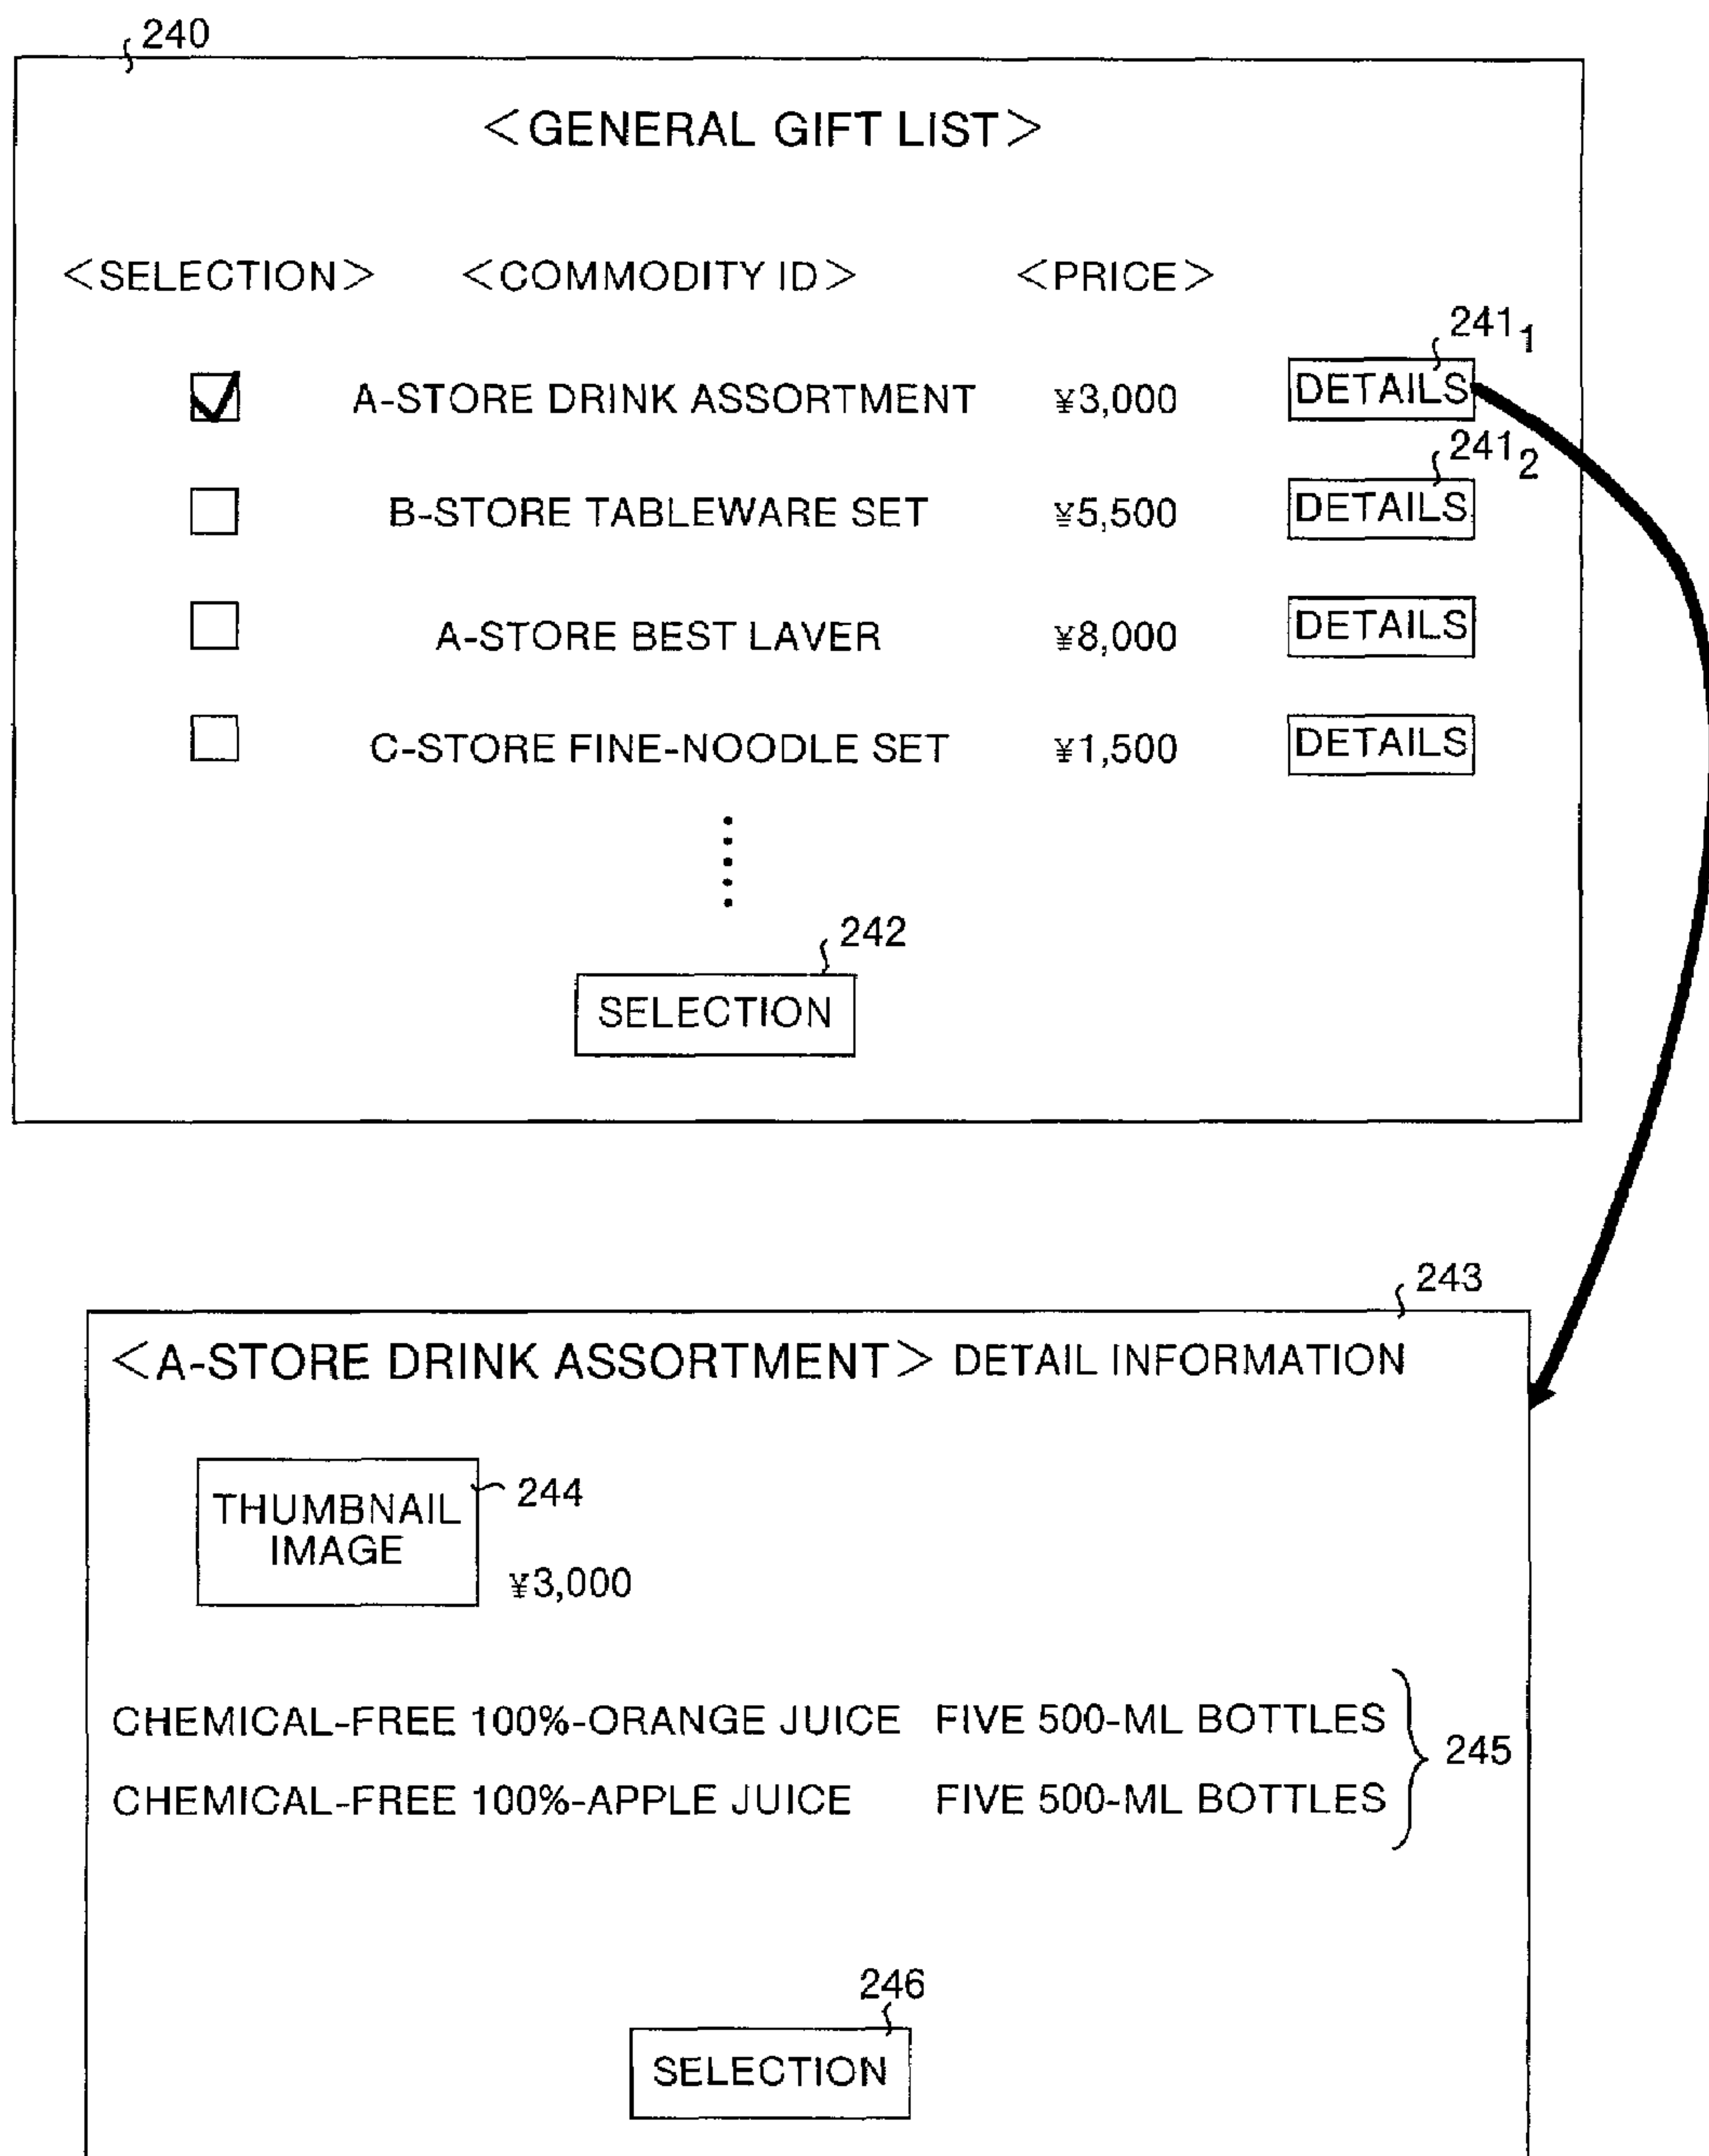 240
<GENERAL GIFT LIST>
<SELECTION> <COMMODITY ID> <PRICE>
241₁
A-STORE DRINK ASSORTMENT ¥3,000 DETAILS
241₂
B-STORE TABLEWARE SET ¥5,500 DETAILS
A-STORE BEST LAVER ¥8,000 DETAILS
C-STORE FINE-NOODLE SET ¥1,500 DETAILS
242
SELECTION
243
<A-STORE DRINK ASSORTMENT> DETAIL INFORMATION
THUMBNAIL
IMAGE
244
¥3,000
CHEMICAL-FREE 100%-ORANGE JUICE FIVE 500-ML BOTTLES
245
CHEMICAL-FREE 100%-APPLE JUICE FIVE 500-ML BOTTLES
246
SELECTION